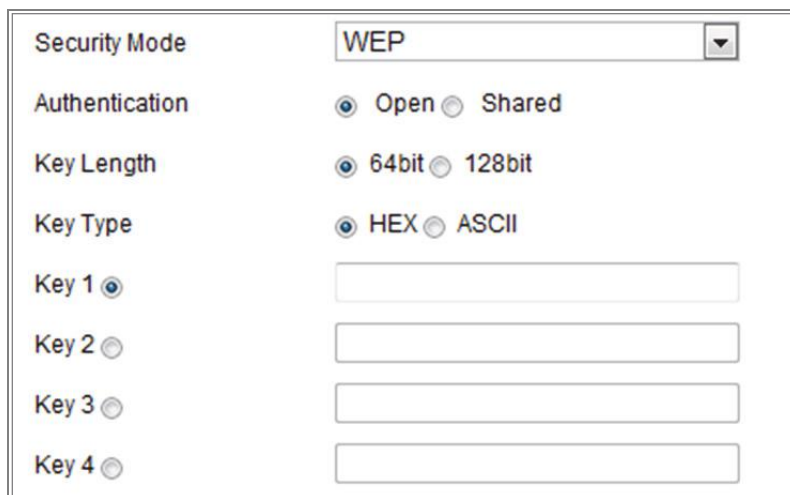 Security Mode WEP
Authentication Open Shared
Key Length 64bit 128bit
Key Type HEX ASCII
Key 1
Key 2
Key 3
Key 4